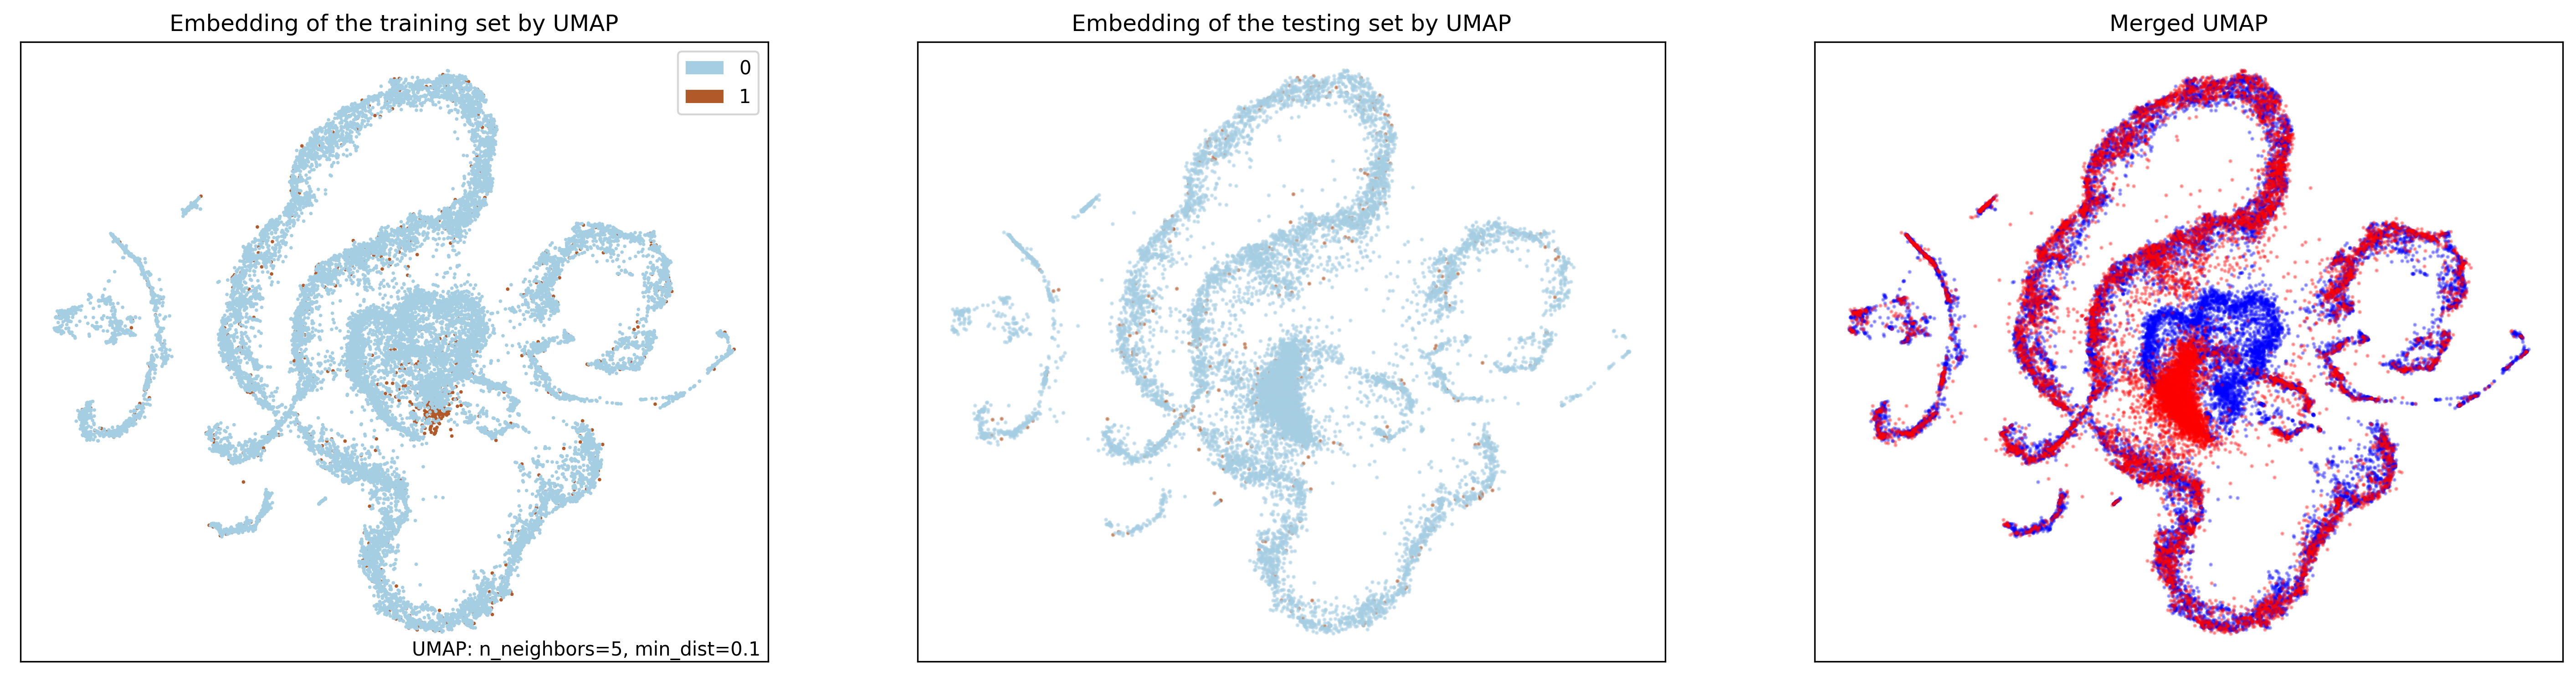 Embedding of the training set by UMAP
0
1
UMAP: n_neighbors=5, min_dist=0.1
Embedding of the testing set by UMAP
Merged UMAP